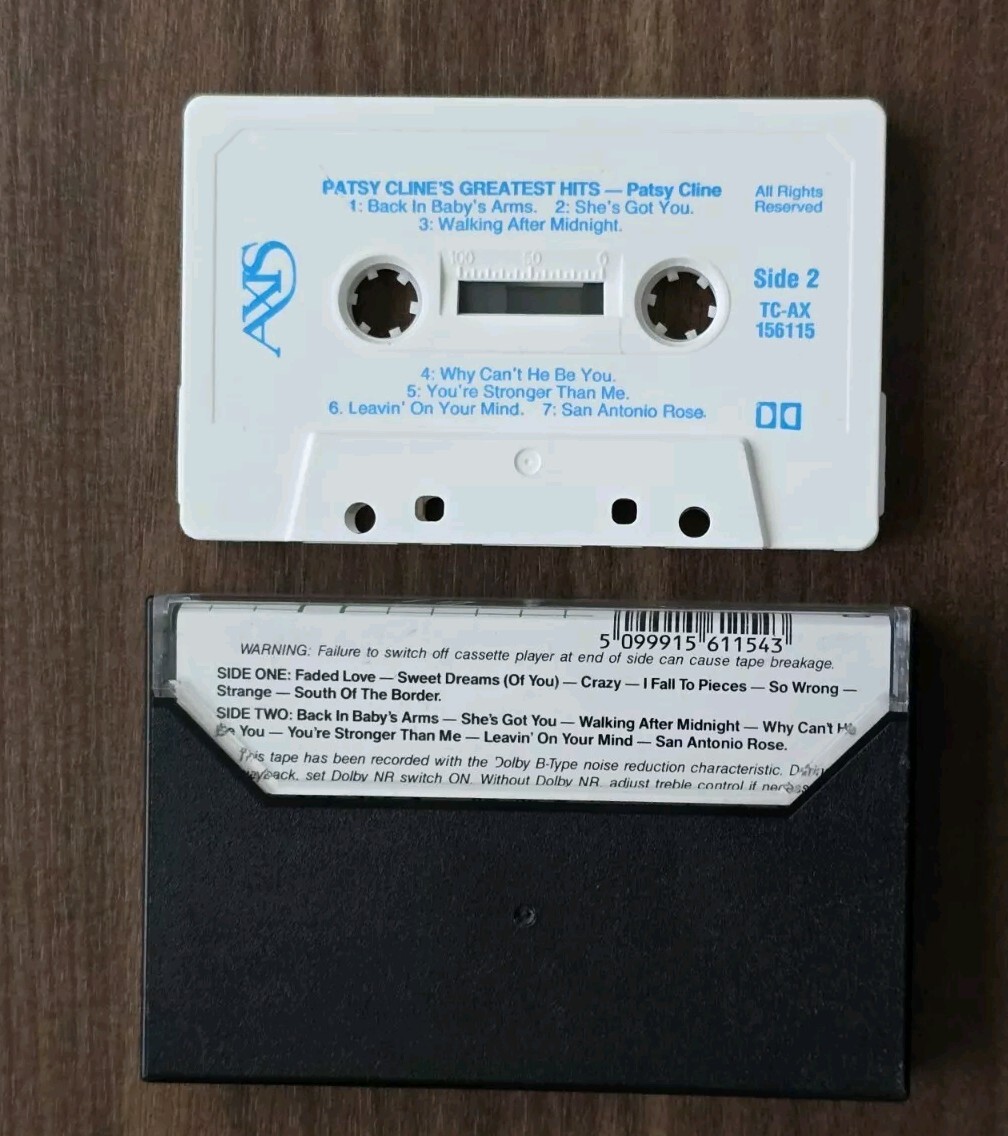 PATSY CLINE'S GREATEST HITS — Patsy Cline
1: Back In Baby's Arms. 2: She's Got You.
3: Walking After Midnight.
All Rights
Reserved
AXIS
100 50 0
Side 2
TC-AX
156115
4: Why Can't He Be You.
5: You're Stronger Than Me.
6. Leavin' On Your Mind. 7: San Antonio Rose.
5 099915 611543
WARNING: Failure to switch off cassette player at end of side can cause tape breakage.
SIDE ONE: Faded Love — Sweet Dreams (Of You) — Crazy — I Fall To Pieces — So Wrong —
Strange — South Of The Border.
SIDE TWO: Back In Baby's Arms — She's Got You — Walking After Midnight — Why Can't He
Be You — You're Stronger Than Me — Leavin' On Your Mind — San Antonio Rose.
This tape has been recorded with the Dolby B-Type noise reduction characteristic.
set Dolby NR switch ON. Without Dolby NR, adjust treble control if